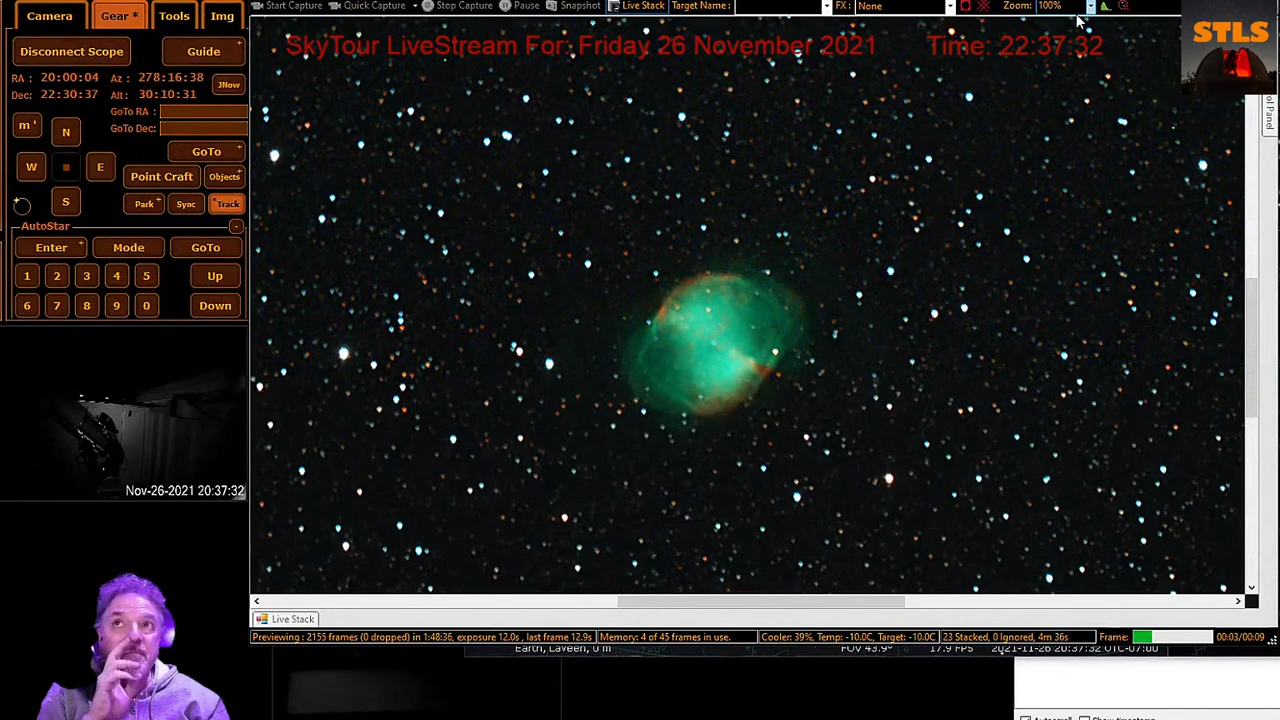 Camera Gear * Tools Img
Start Capture Quick Capture Stop Capture Pause Snapshot Live Stack Target Name : FX : None Zoom: 100%
SkyTour LiveStream For: Friday 26 November 2021 Time: 22:37:32
STLS
Disconnect Scope Guide
RA : 20:00:04 Az : 278:16:38
Dec: 22:30:37 Alt : 30:10:31
JNow
GoTo RA :
GoTo Dec:
m '
N
GoTo
W E
Point Craft Objects
S
Park Sync Track
AutoStar
-
Enter Mode GoTo
1 2 3 4 5 Up
6 7 8 9 0 Down
Nov-26-2021 20:37:32
Live Stack
Previewing : 2155 frames (0 dropped) in 1:48:36, exposure 12.0s , last frame 12.9s Memory: 4 of 45 frames in use. Cooler: 39%, Temp: -10.0C, Target: -10.0C 23 Stacked, 0 Ignored, 4m 36s Frame: 00:03/00:09
Earth, Laveen, 0 m FOV 43.9° 17.9 FPS 2021-11-26 20:37:32 UTC-07:00